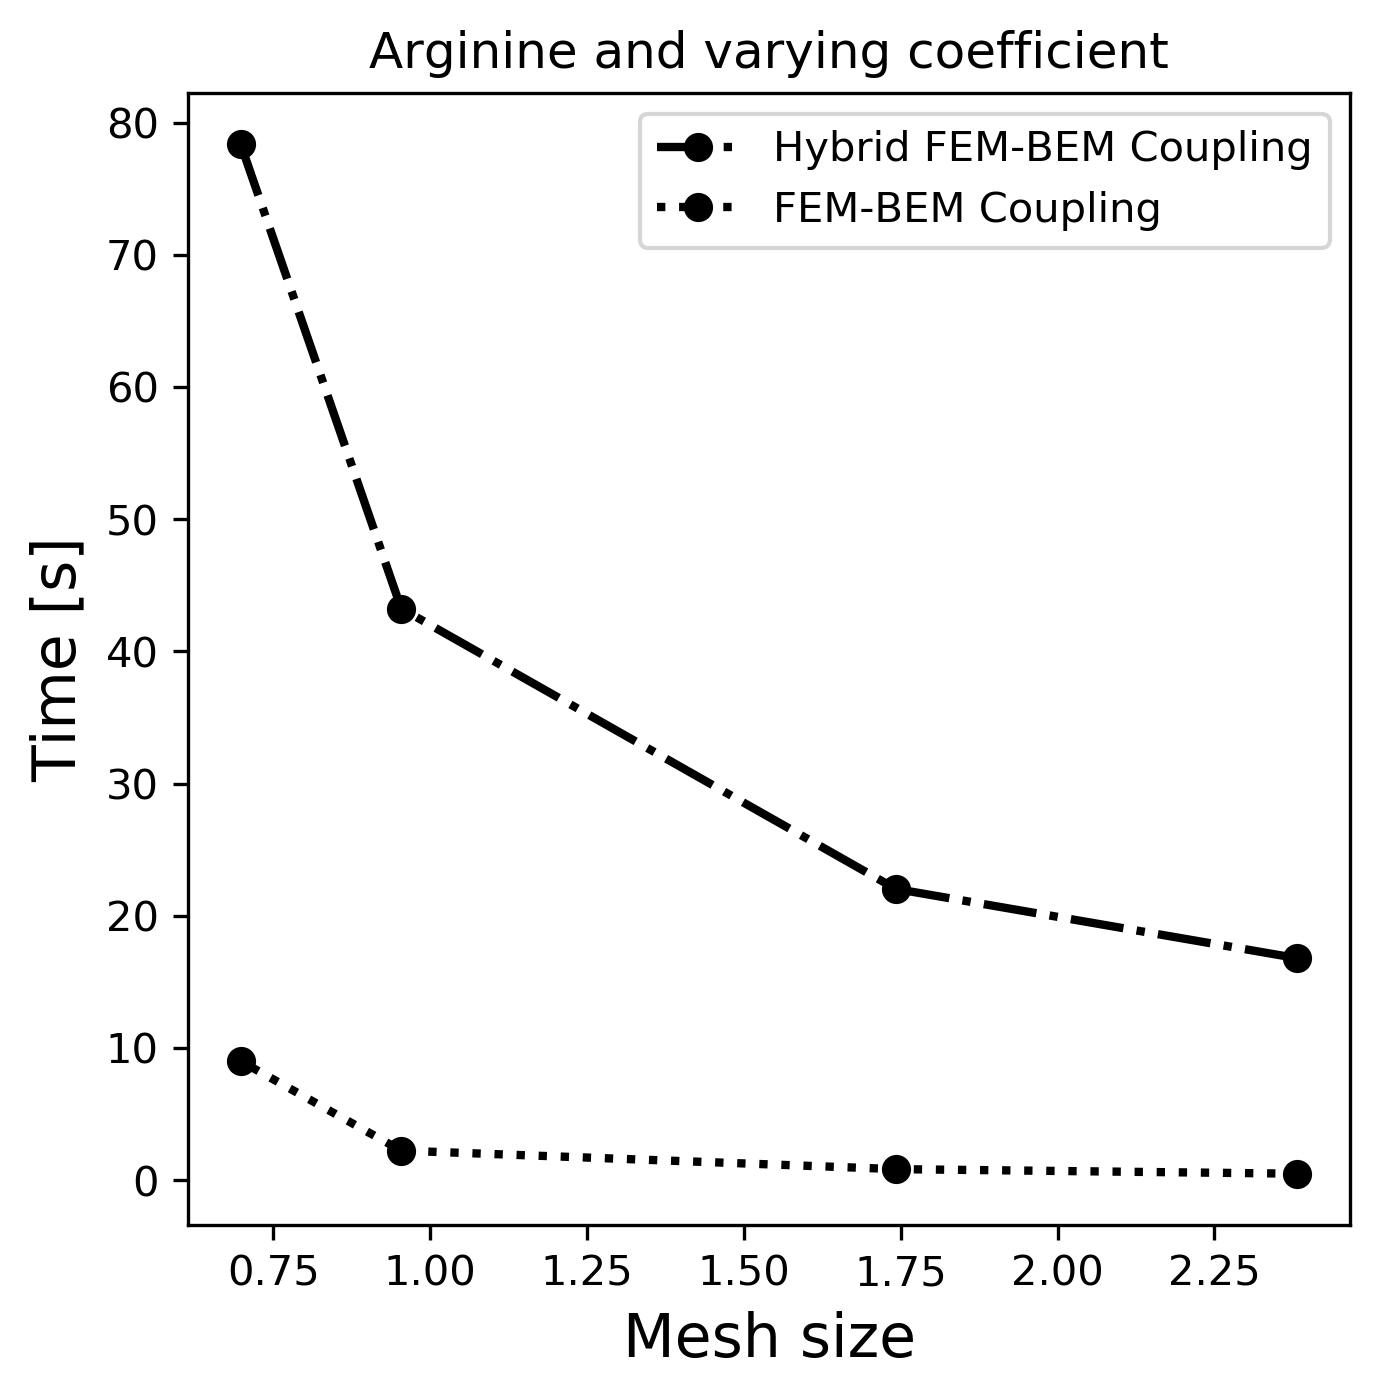 Arginine and varying coefficient
Hybrid FEM-BEM Coupling
FEM-BEM Coupling
Time [s]
80
70
60
50
40
30
20
10
0
0.75 1.00 1.25 1.50 1.75 2.00 2.25
Mesh size